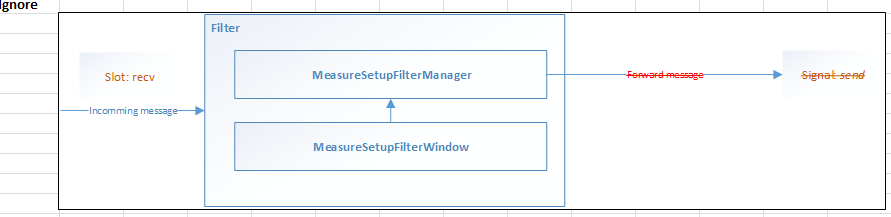 Ignore
Filter
Slot: recv
MeasureSetupFilterManager
Forward message
Signal: send
Incomming message
MeasureSetupFilterWindow